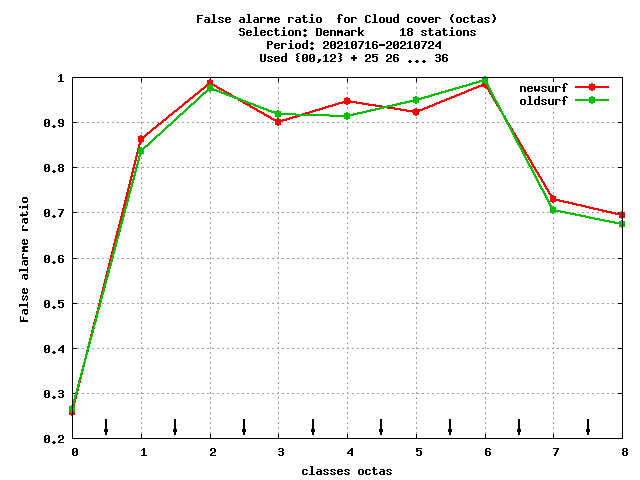 False alarme ratio  for Cloud cover (octas)
Selection: Denmark     18 stations
Period: 20210716-20210724
Used {00,12} + 25 26 ... 36
newsurf
oldsurf
1
0.9
0.8
0.7
0.6
0.5
0.4
0.3
0.2
False alarme ratio
0 1 2 3 4 5 6 7 8
classes octas